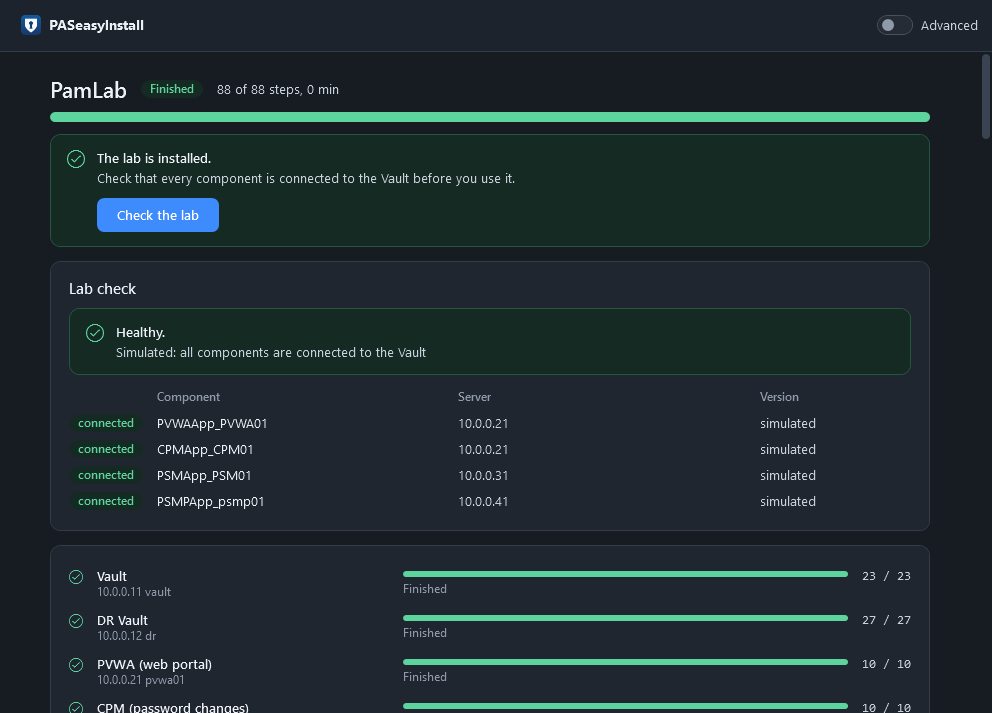 PASeasyInstall
Advanced
PamLab Finished 88 of 88 steps, 0 min
The lab is installed.
Check that every component is connected to the Vault before you use it.
Check the lab
Lab check
Healthy.
Simulated: all components are connected to the Vault
Component Server Version
connected PVWAApp_PVWA01 10.0.0.21 simulated
connected CPMApp_CPM01 10.0.0.21 simulated
connected PSMApp_PSM01 10.0.0.31 simulated
connected PSMPApp_psmp01 10.0.0.41 simulated
Vault 23 / 23
10.0.0.11 vault Finished
DR Vault 27 / 27
10.0.0.12 dr Finished
PVWA (web portal) 10 / 10
10.0.0.21 pvwa01 Finished
CPM (password changes) 10 / 10